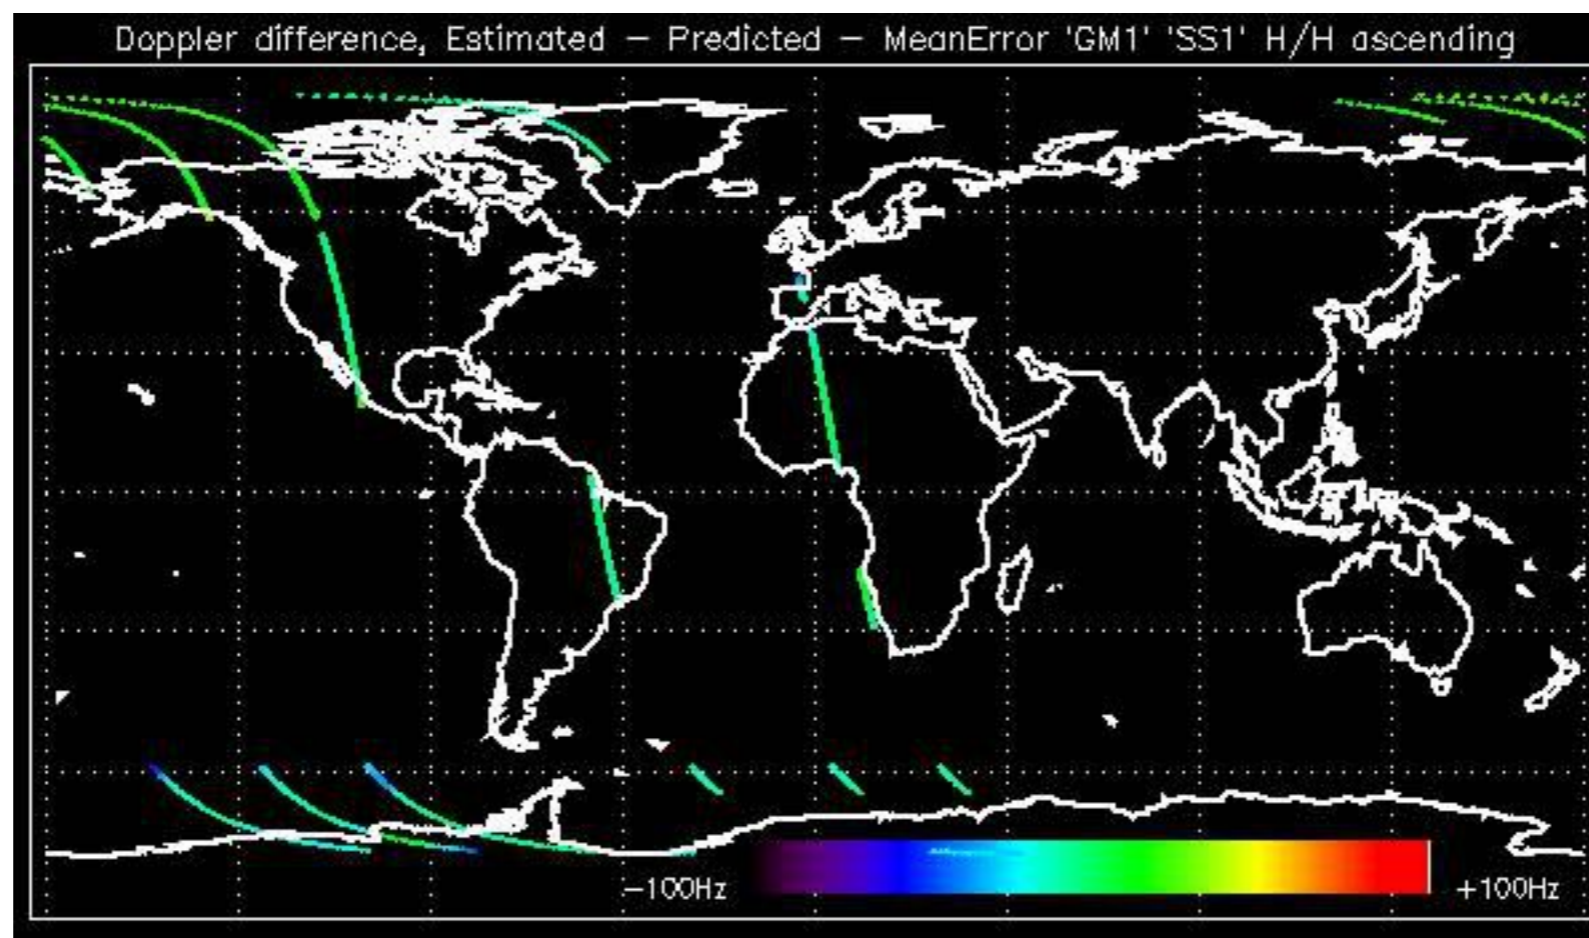 Doppler difference, Estimated – Predicted – MeanError 'GM1' 'SS1' H/H ascending
–100Hz
+100Hz